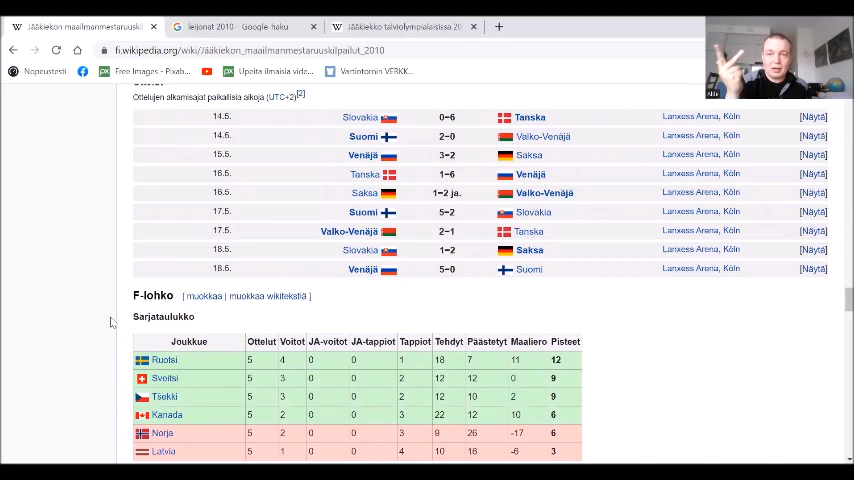 Jääkiekon maailmanmestaruuskil
leijonat 2010 - Google-haku
Jääkiekko talviolympialaisissa 20
fi.wikipedia.org/wiki/Jääkiekon_maailmanmestaruuskilpailut_2010
Nopeustesti
Free Images - Pixab...
Upeita ilmaisia vide...
Vartiotornin VERKK...
Ahti
Ottelujen alkamisajat paikallisia aikoja (UTC+2)[2]
14.5. Slovakia 0–6 Tanska Lanxess Arena, Köln [Näytä]
14.5. Suomi 2–0 Valko-Venäjä Lanxess Arena, Köln [Näytä]
15.5. Venäjä 3–2 Saksa Lanxess Arena, Köln [Näytä]
16.5. Tanska 1–6 Venäjä Lanxess Arena, Köln [Näytä]
16.5. Saksa 1–2 ja. Valko-Venäjä Lanxess Arena, Köln [Näytä]
17.5. Suomi 5–2 Slovakia Lanxess Arena, Köln [Näytä]
17.5. Valko-Venäjä 2–1 Tanska Lanxess Arena, Köln [Näytä]
18.5. Slovakia 1–2 Saksa Lanxess Arena, Köln [Näytä]
18.5. Venäjä 5–0 Suomi Lanxess Arena, Köln [Näytä]
F-lohko [ muokkaa | muokkaa wikitekstiä ]
Sarjataulukko
Joukkue Ottelut Voitot JA-voitot JA-tappiot Tappiot Tehdyt Päästetyt Maaliero Pisteet
Ruotsi 5 4 0 0 1 18 7 11 12
Sveitsi 5 3 0 0 2 12 12 0 9
Tšekki 5 3 0 0 2 12 10 2 9
Kanada 5 2 0 0 3 22 12 10 6
Norja 5 2 0 0 3 9 26 -17 6
Latvia 5 1 0 0 4 10 16 -6 3